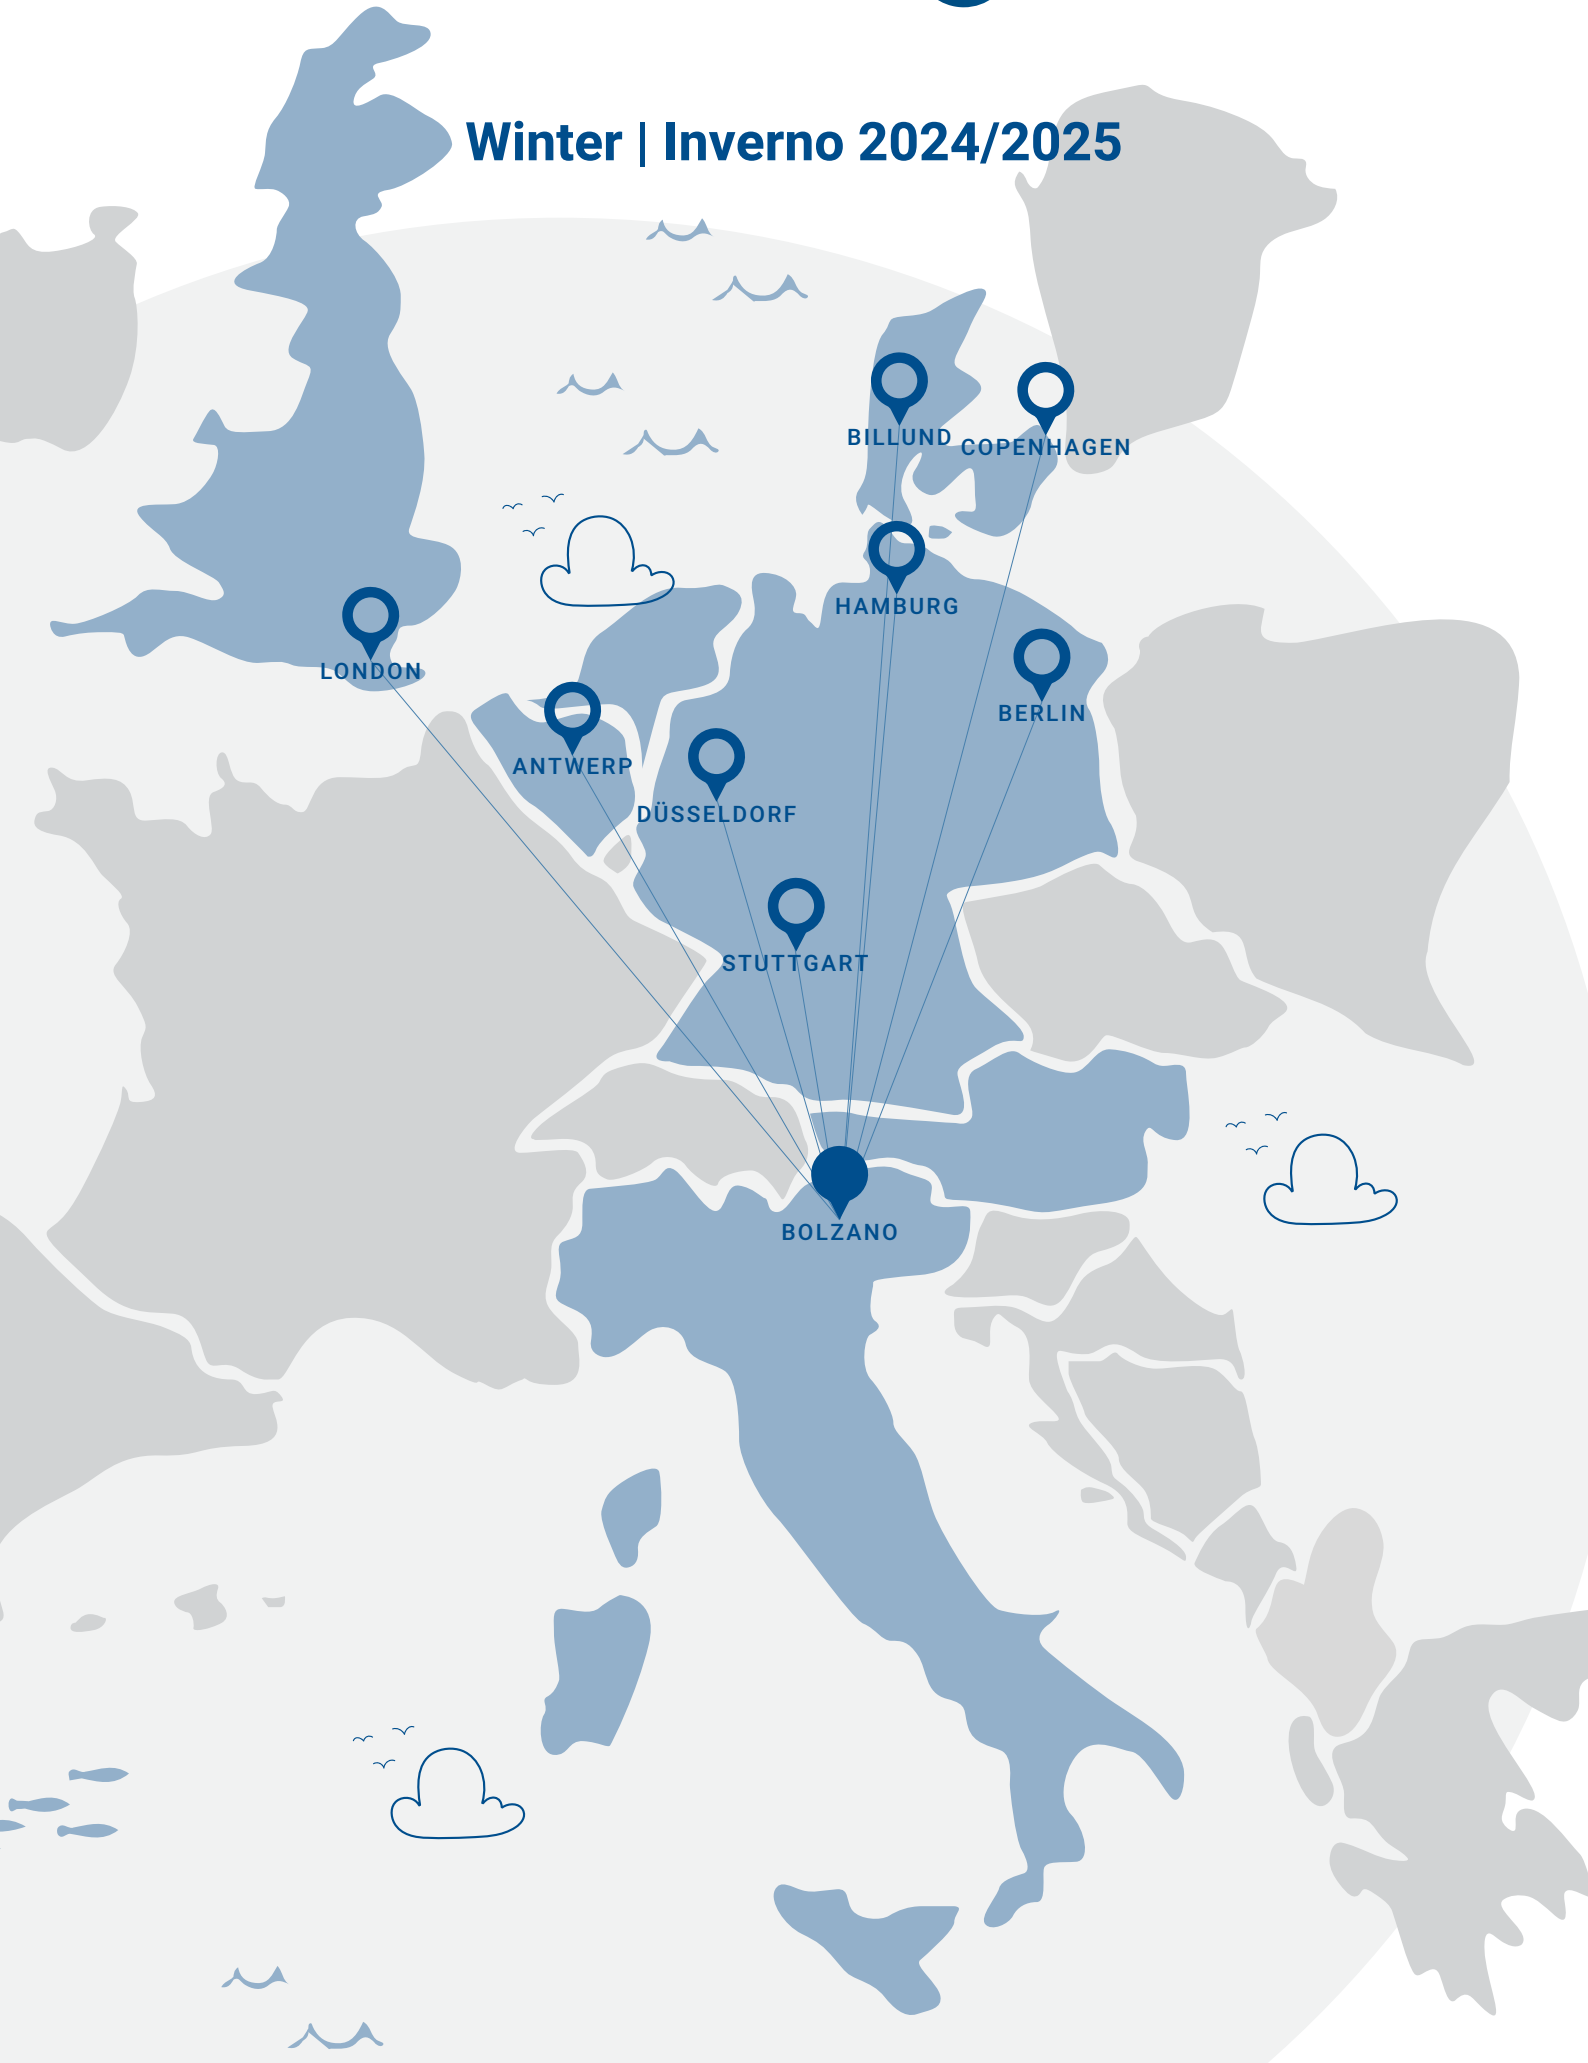 Winter | Inverno 2024/2025
BILLUND
COPENHAGEN
HAMBURG
LONDON
BERLIN
ANTWERP
DÜSSELDORF
STUTTGART
BOLZANO